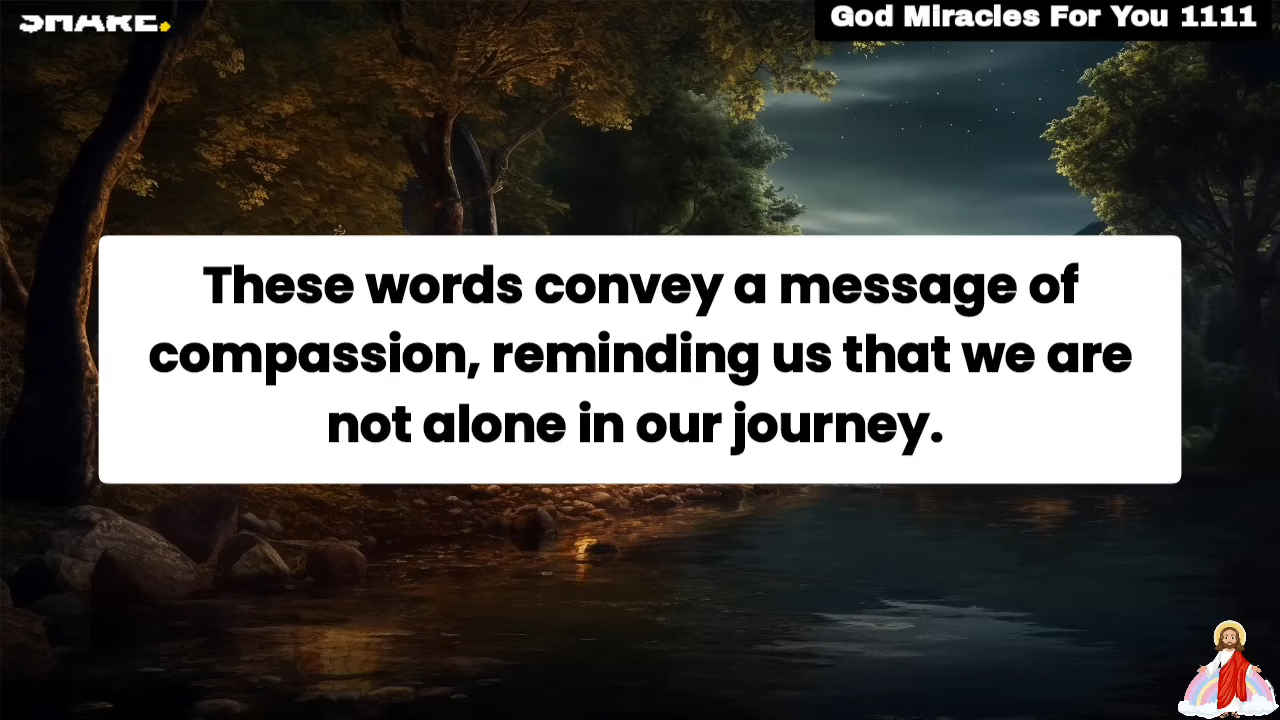 God Miracles For You 1111
These words convey a message of
compassion, reminding us that we are
not alone in our journey.